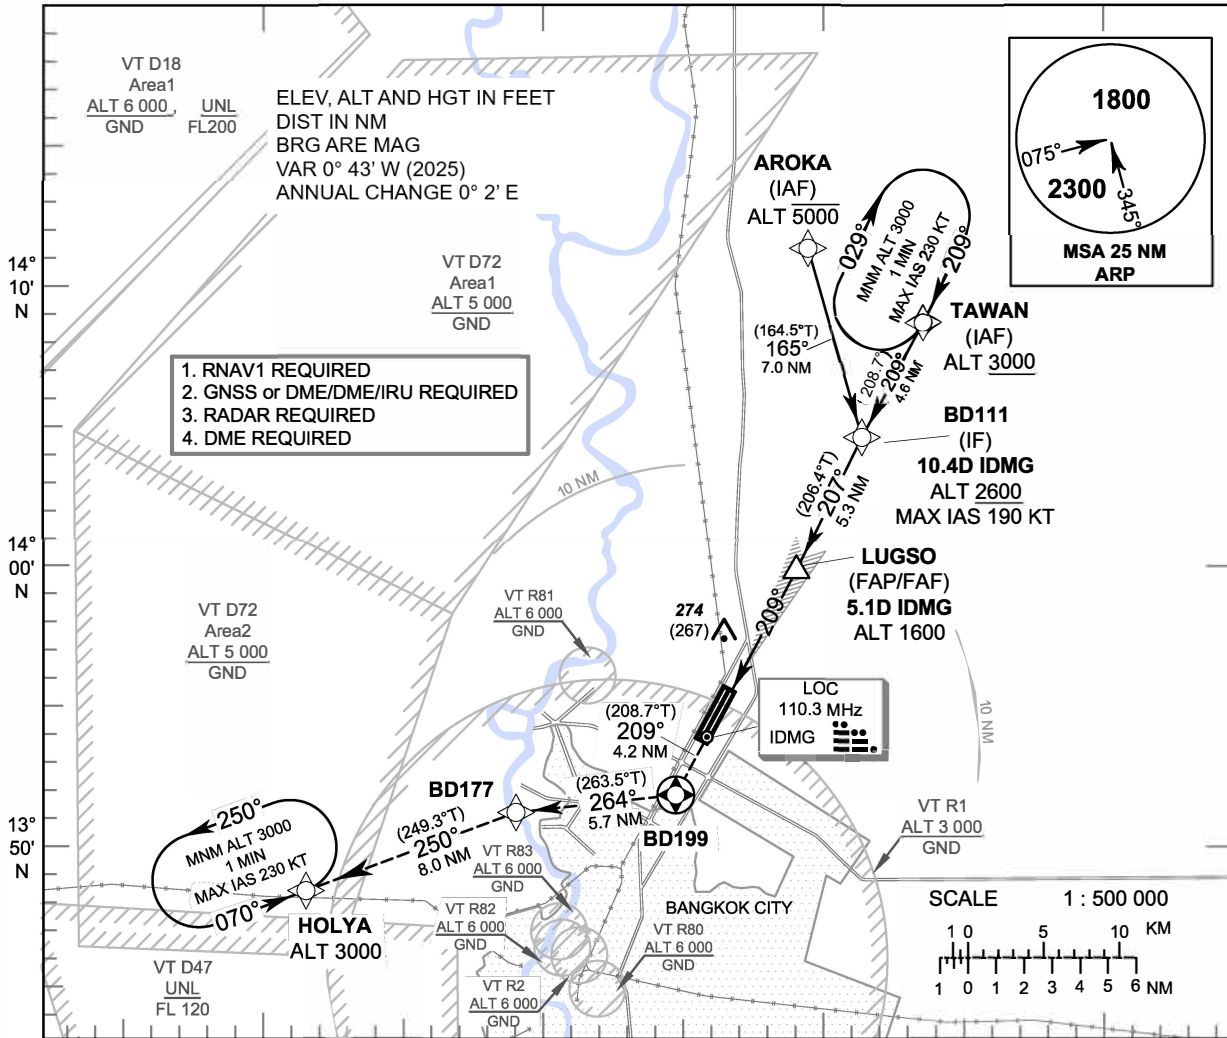 VT D18
Area1
ALT 6 000 , UNL
GND FL200
ELEV, ALT AND HGT IN FEET
DIST IN NM
BRG ARE MAG
VAR 0° 43' W (2025)
ANNUAL CHANGE 0° 2' E
1800
075°
2300
345°
MSA 25 NM
ARP
AROKA
(IAF)
ALT 5000
029°
MNM ALT 3000
1 MIN
MAX IAS 230 KT
209°
14°
10'
N
VT D72
Area1
ALT 5 000
GND
TAWAN
(IAF)
ALT 3000
(164.5°T)
165°
7.0 NM
(208.7°
209°
4.6 NM
1. RNAV1 REQUIRED
2. GNSS or DME/DME/IRU REQUIRED
3. RADAR REQUIRED
4. DME REQUIRED
BD111
(IF)
10.4D IDMG
ALT 2600
MAX IAS 190 KT
10 NM
(206.4°T)
207°
5.3 NM
14°
00'
N
LUGSO
(FAP/FAF)
5.1D IDMG
ALT 1600
VT D72
Area2
ALT 5 000
GND
VT R81
ALT 6 000
GND
274
(267)
209°
LOC
110.3 MHz
IDMG
10 NM
(208.7°T)
209°
4.2 NM
(263.5°T)
264°
5.7 NM
BD177
BD199
(249.3°T)
250°
8.0 NM
13°
50'
N
250°
MNM ALT 3000
1 MIN
MAX IAS 230 KT
070°
HOLYA
ALT 3000
VT R83
ALT 6 000
GND
VT R1
ALT 3 000
GND
VT R82
ALT 6 000
GND
BANGKOK CITY
VT R80
ALT 6 000
GND
VT R2
ALT 6 000
GND
VT D47
UNL
FL 120
SCALE 1 : 500 000
1 0 5 10 KM
1 0 1 2 3 4 5 6 NM